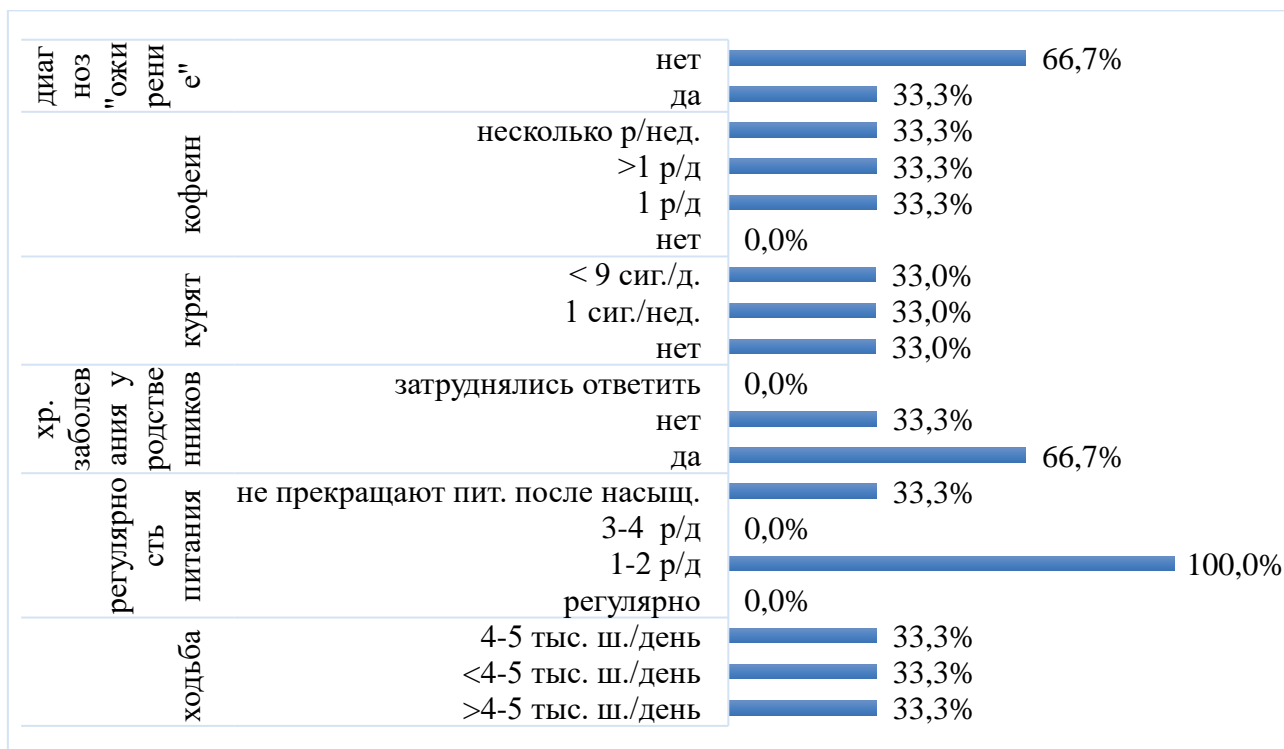 диаг
ноз
"ожи
рени
е"
нет 66,7%
да 33,3%
кофеин
несколько р/нед. 33,3%
>1 р/д 33,3%
1 р/д 33,3%
нет 0,0%
курят
< 9 сиг./д. 33,0%
1 сиг./нед. 33,0%
нет 33,0%
хр.
заболев
ания у
родстве
нников
затруднялись ответить 0,0%
нет 33,3%
да 66,7%
регулярно
сть
питания
не прекращают пит. после насыщ. 33,3%
3-4 р/д 0,0%
1-2 р/д 100,0%
регулярно 0,0%
ходьба
4-5 тыс. ш./день 33,3%
<4-5 тыс. ш./день 33,3%
>4-5 тыс. ш./день 33,3%